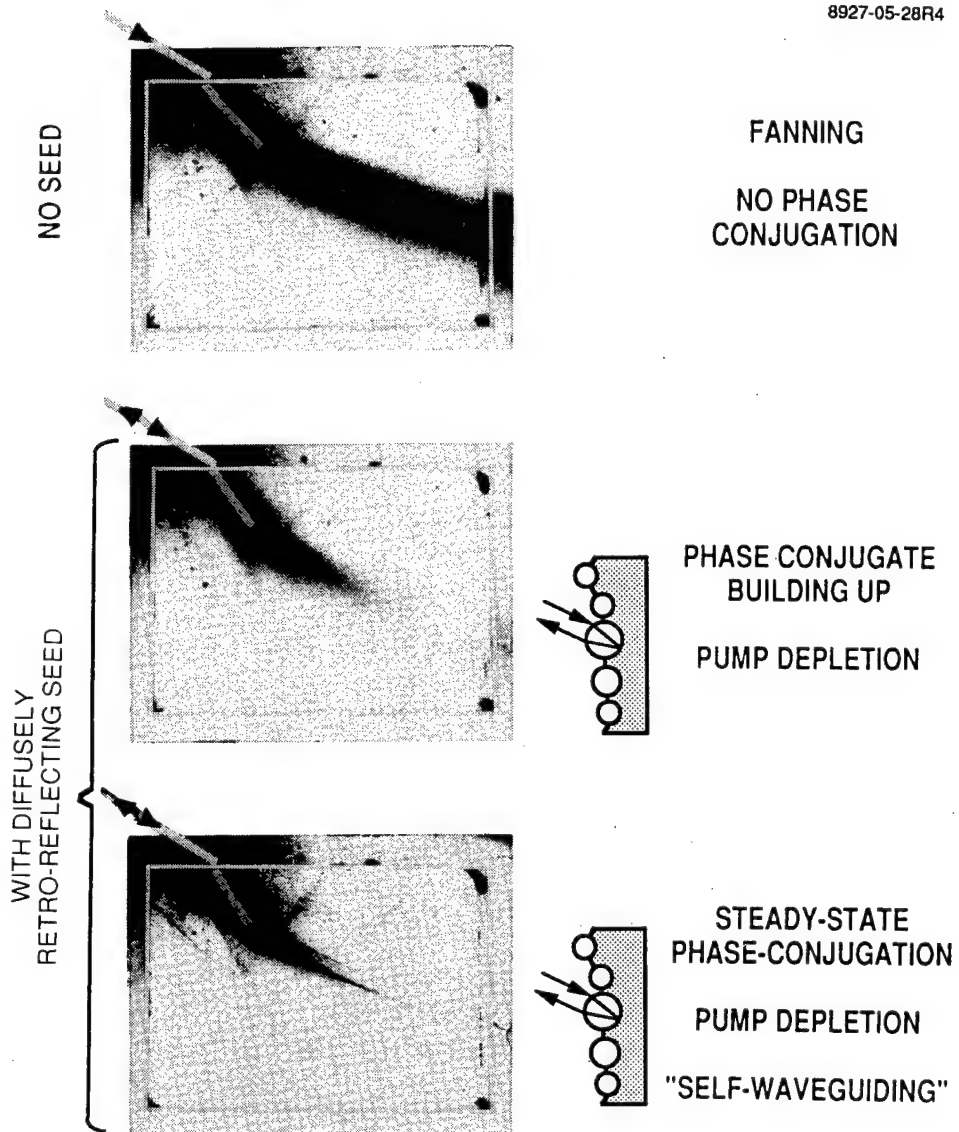 8927-05-28R4
NO SEED
FANNING
NO PHASE
CONJUGATION
WITH DIFFUSELY
RETRO-REFLECTING SEED
PHASE CONJUGATE
BUILDING UP
PUMP DEPLETION
STEADY-STATE
PHASE-CONJUGATION
PUMP DEPLETION
"SELF-WAVEGUIDING"